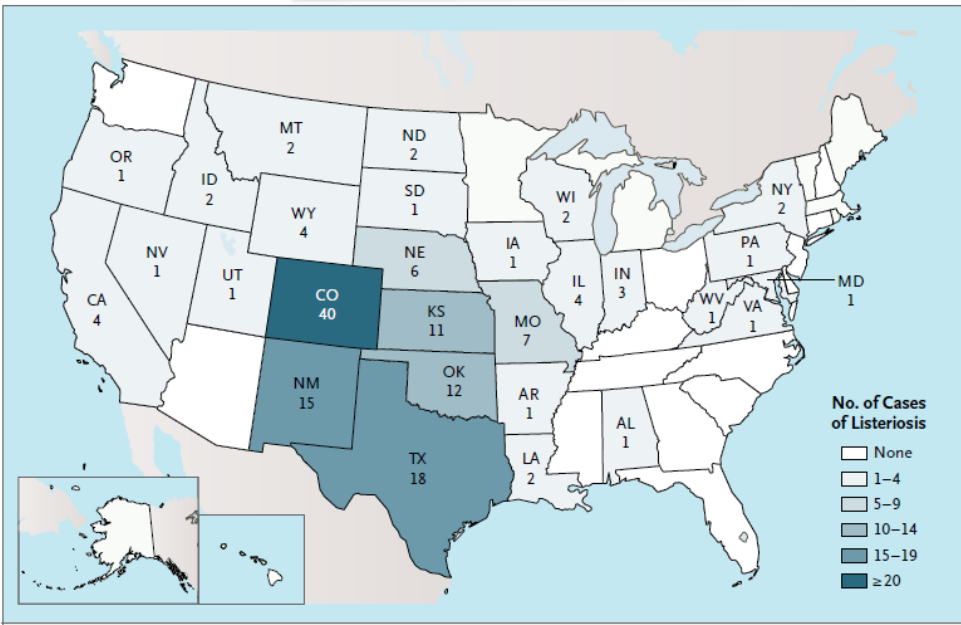 MT
2
ND
2
OR
1
ID
2
SD
1
WI
2
NY
2
WY
4
NV
1
UT
1
NE
6
IA
1
PA
1
CA
4
CO
40
KS
11
MO
7
IL
4
IN
3
WV
1
VA
1
MD
1
NM
15
OK
12
AR
1
TX
18
LA
2
AL
1
No. of Cases
of Listeriosis
None
1–4
5–9
10–14
15–19
≥20